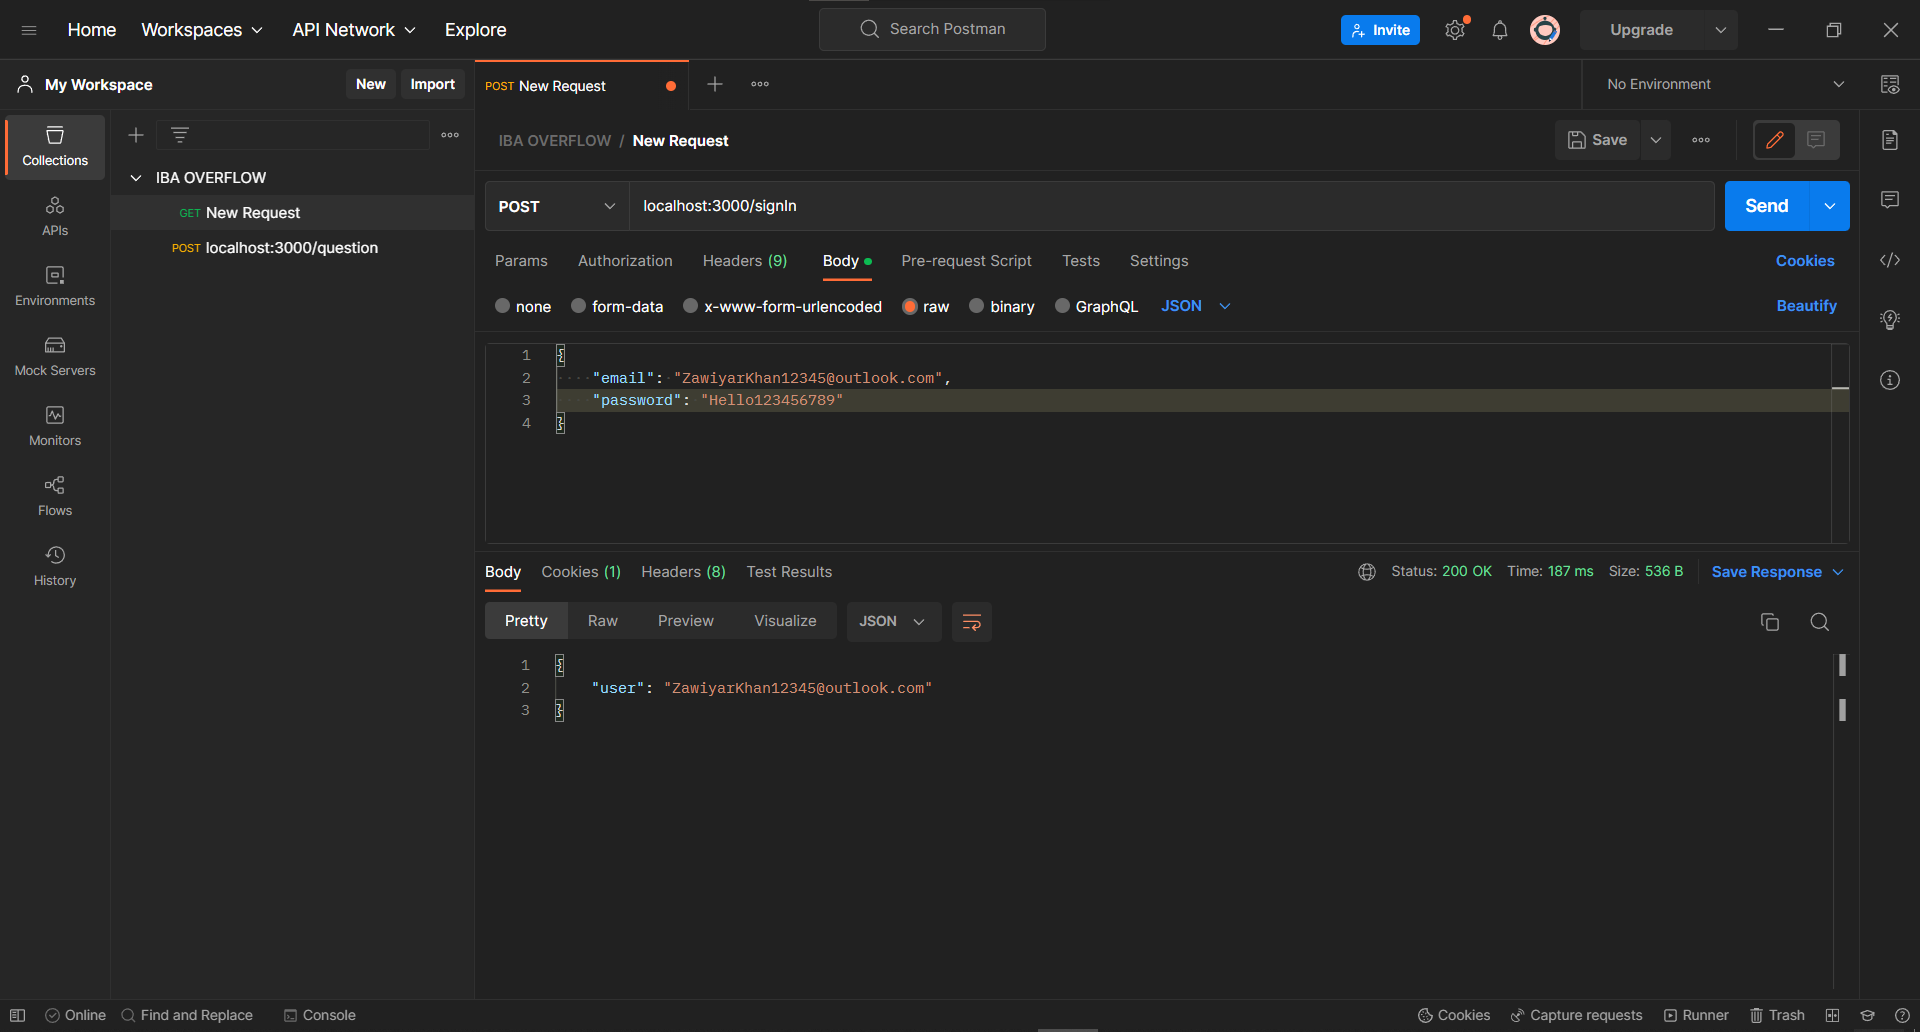 Home Workspaces API Network Explore Search Postman Invite Upgrade
My Workspace New Import POST New Request No Environment
IBA OVERFLOW / New Request Save
Collections
IBA OVERFLOW
GET New Request
POST localhost:3000/question
APIs
Environments
Mock Servers
Monitors
Flows
History
POST localhost:3000/signIn Send
Params Authorization Headers (9) Body Pre-request Script Tests Settings Cookies
none form-data x-www-form-urlencoded raw binary GraphQL JSON Beautify
1 {
2 "email": "ZawiyarKhan12345@outlook.com",
3 "password": "Hello123456789"
4 }
Body Cookies (1) Headers (8) Test Results Status: 200 OK Time: 187 ms Size: 536 B Save Response
Pretty Raw Preview Visualize JSON
1 {
2 "user": "ZawiyarKhan12345@outlook.com"
3 }
Online Find and Replace Console Cookies Capture requests Runner Trash